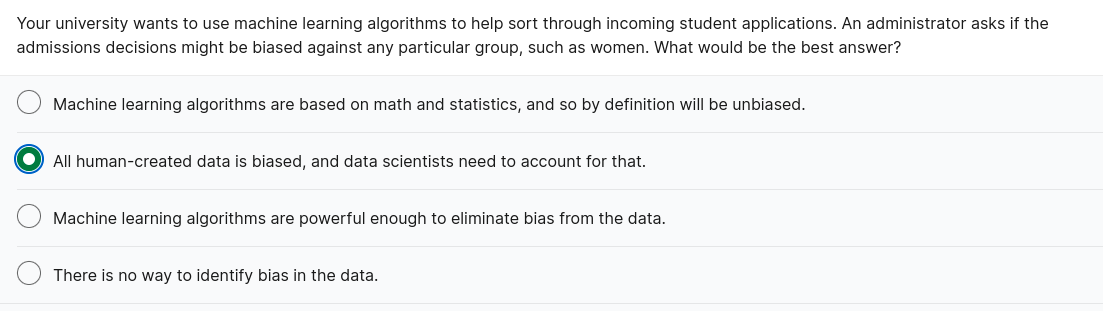 Your university wants to use machine learning algorithms to help sort through incoming student applications. An administrator asks if the
admissions decisions might be biased against any particular group, such as women. What would be the best answer?
Machine learning algorithms are based on math and statistics, and so by definition will be unbiased.
All human-created data is biased, and data scientists need to account for that.
Machine learning algorithms are powerful enough to eliminate bias from the data.
There is no way to identify bias in the data.